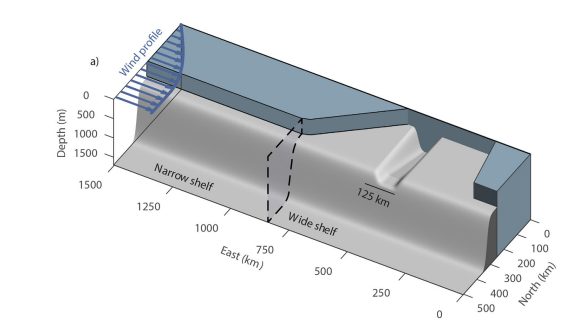 a)
Wind profile
Depth (m)
0
500
1000
1500
Narrow shelf
Wide shelf
125 km
1500
1250
1000
750
500
250
0
East (km)
0
100
200
300
400
500
North (km)